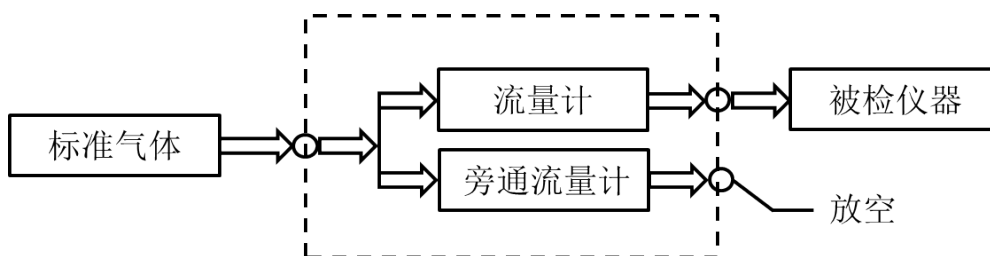 标准气体
流量计
被检仪器
旁通流量计
放空